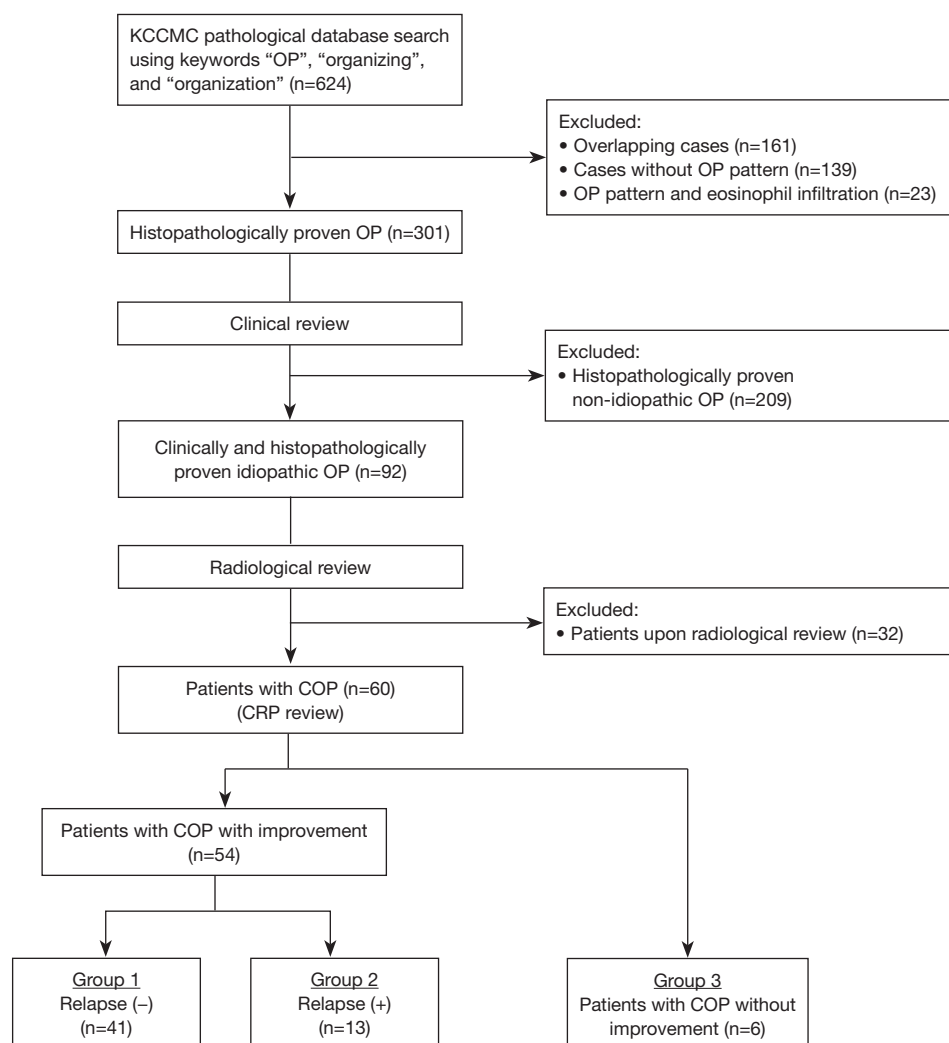 KCCMC pathological database search
using keywords “OP”, “organizing”,
and “organization” (n=624)
Excluded:
• Overlapping cases (n=161)
• Cases without OP pattern (n=139)
• OP pattern and eosinophil infiltration (n=23)
Histopathologically proven OP (n=301)
Clinical review
Excluded:
• Histopathologically proven
non-idiopathic OP (n=209)
Clinically and histopathologically
proven idiopathic OP (n=92)
Radiological review
Excluded:
• Patients upon radiological review (n=32)
Patients with COP (n=60)
(CRP review)
Patients with COP with improvement
(n=54)
Group 1
Relapse (–)
(n=41)
Group 2
Relapse (+)
(n=13)
Group 3
Patients with COP without
improvement (n=6)